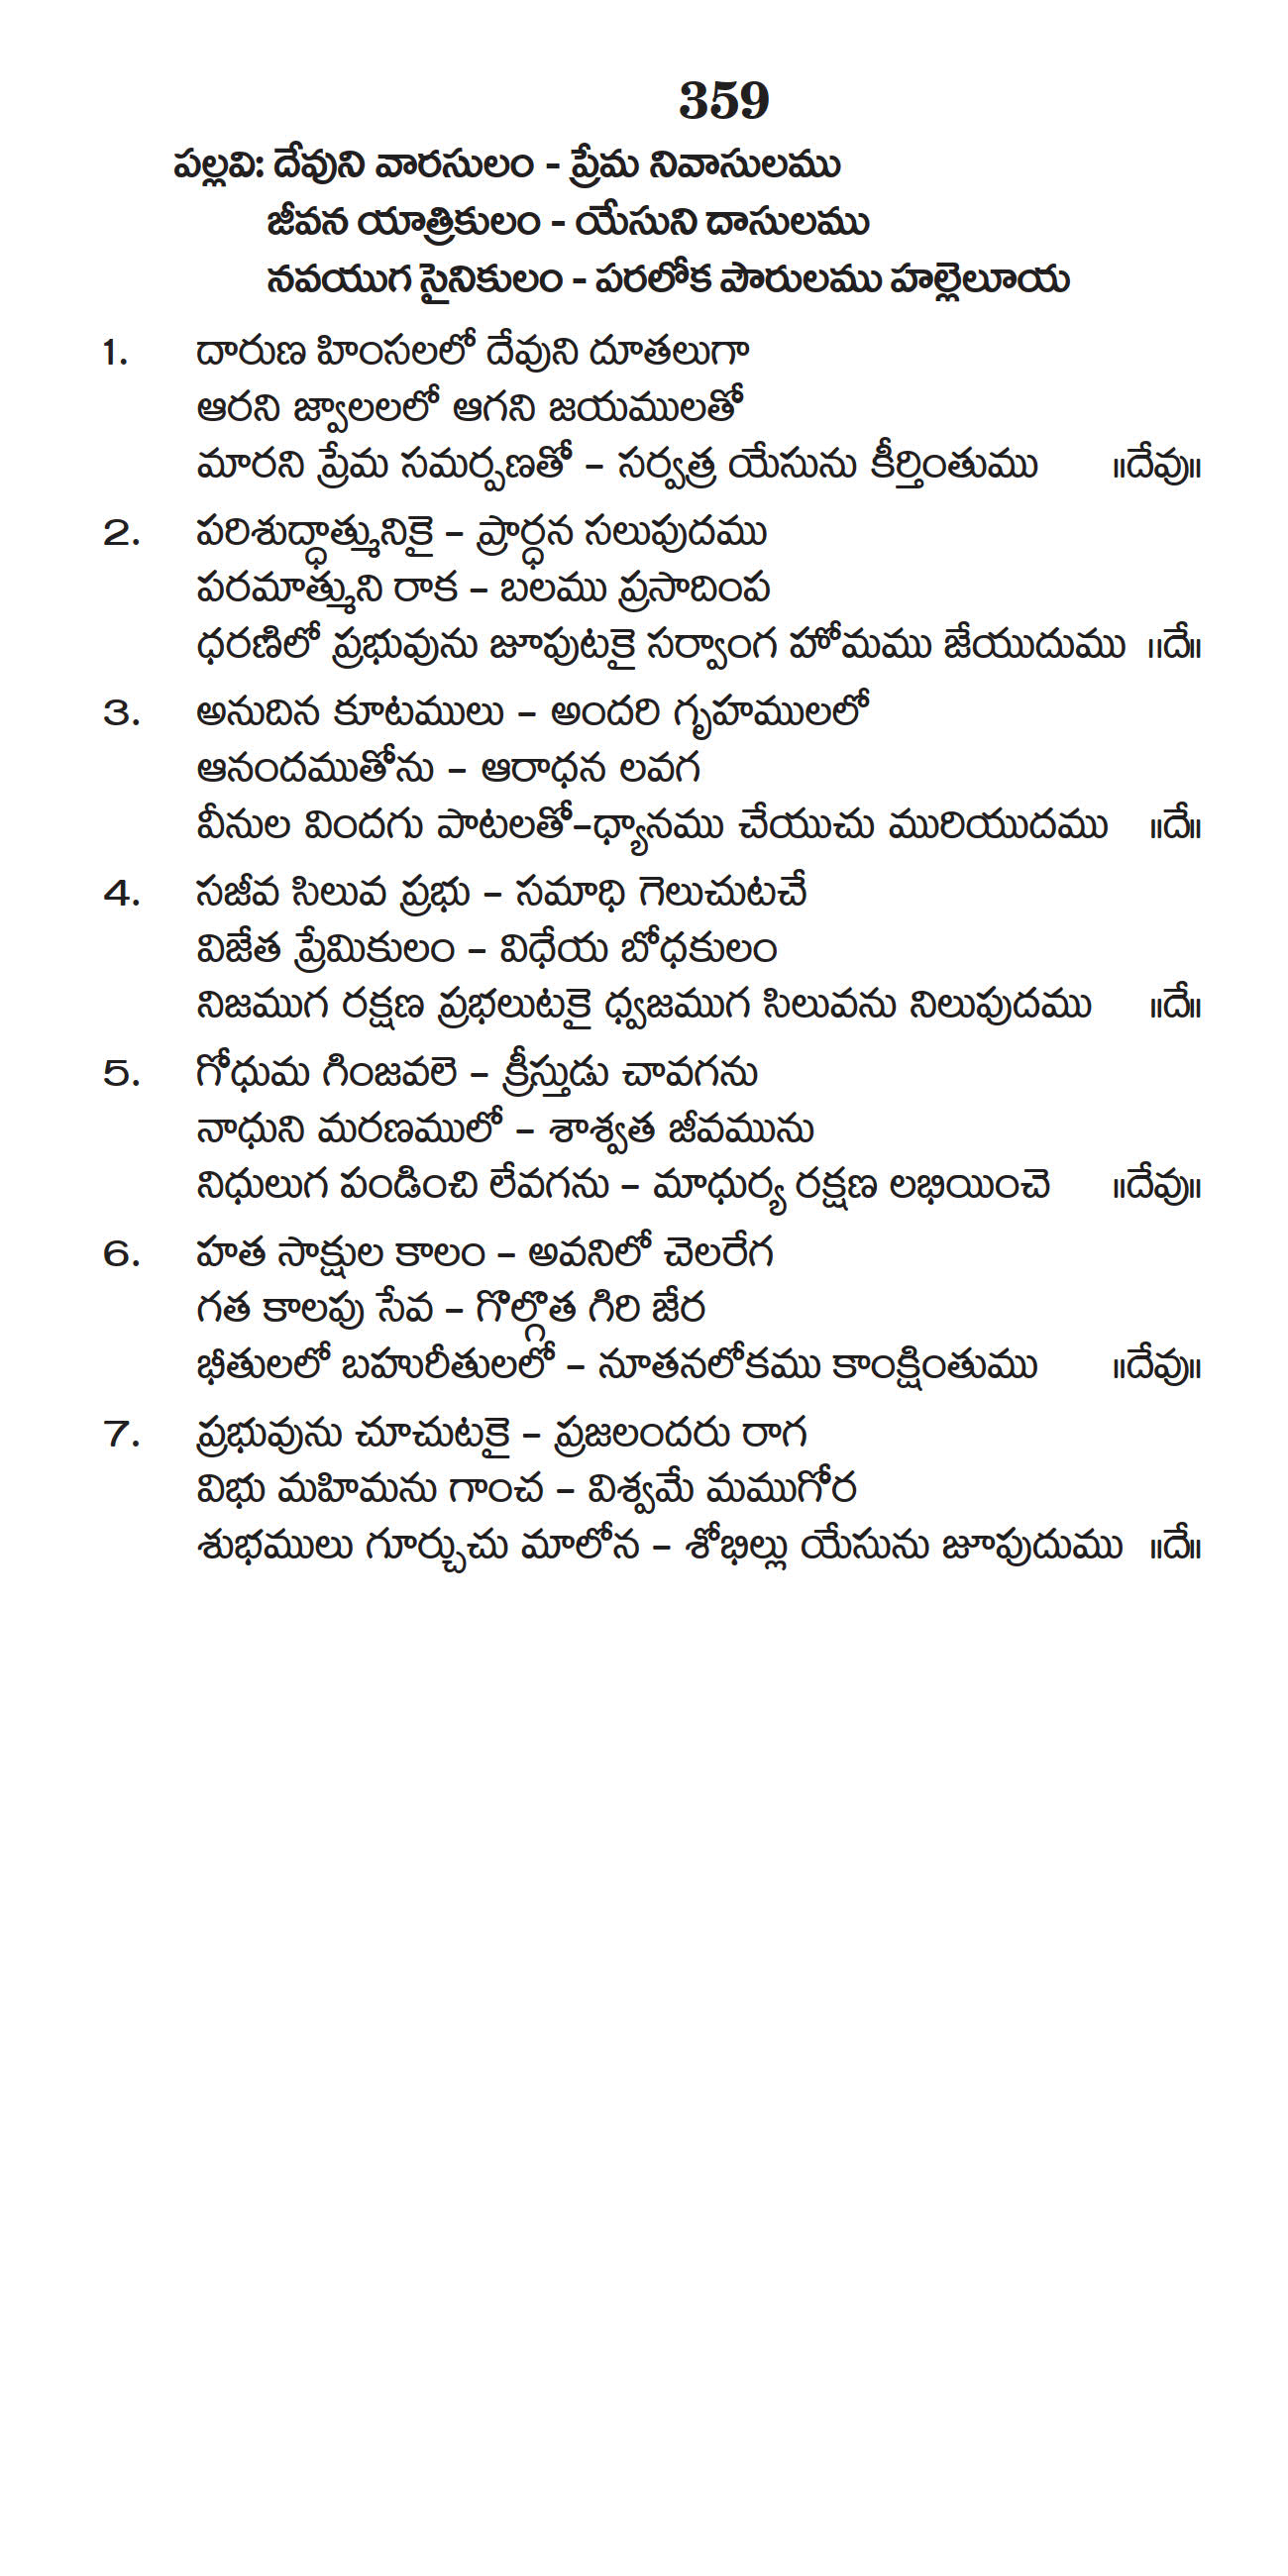 359
పల్లవి: దేవుని వారసులం - ప్రేమ నివాసులము
జీవన యాత్రికులం - యేసుని దాసులము
నవయుగ సైనికులం - పరలోక పౌరులము హల్లెలూయ
1. దారుణ హింసలలో దేవుని దూతలుగా
ఆరని జ్వాలలలో ఆగని జయములతో
మారని ప్రేమ సమర్పణతో – సర్వత్ర యేసును కీర్తింతుము ॥దేవు॥
2. పరిశుద్ధాత్మునికై – ప్రార్ధన సలుపుదము
పరమాత్ముని రాక – బలము ప్రసాదింప
ధరణిలో ప్రభువును జూపుటకై సర్వాంగ హోమము జేయుదుము ॥దే॥
3. అనుదిన కూటములు – అందరి గృహములలో
ఆనందముతోను – ఆరాధన లవగ
వీనుల విందగు పాటలతో–ధ్యానము చేయుచు మురియుదము ॥దే॥
4. సజీవ సిలువ ప్రభు – సమాధి గెలుచుటచే
విజేత ప్రేమికులం – విధేయ బోధకులం
నిజముగ రక్షణ ప్రభలుటకై ధ్వజముగ సిలువను నిలుపుదము ॥దే॥
5. గోధుమ గింజవలె – క్రీస్తుడు చావగను
నాధుని మరణములో – శాశ్వత జీవమును
నిధులుగ పండించి లేవగను – మాధుర్య రక్షణ లభియించె ॥దేవు॥
6. హత సాక్షుల కాలం – అవనిలో చెలరేగ
గత కాలపు సేవ – గొల్గొత గిరి జేర
భీతులలో బహురీతులలో – నూతనలోకము కాంక్షింతుము ॥దేవు॥
7. ప్రభువును చూచుటకై – ప్రజలందరు రాగ
విభు మహిమను గాంచ – విశ్వమే మముగోర
శుభములు గూర్చుచు మాలోన – శోభిల్లు యేసును జూపుదుము ॥దే॥